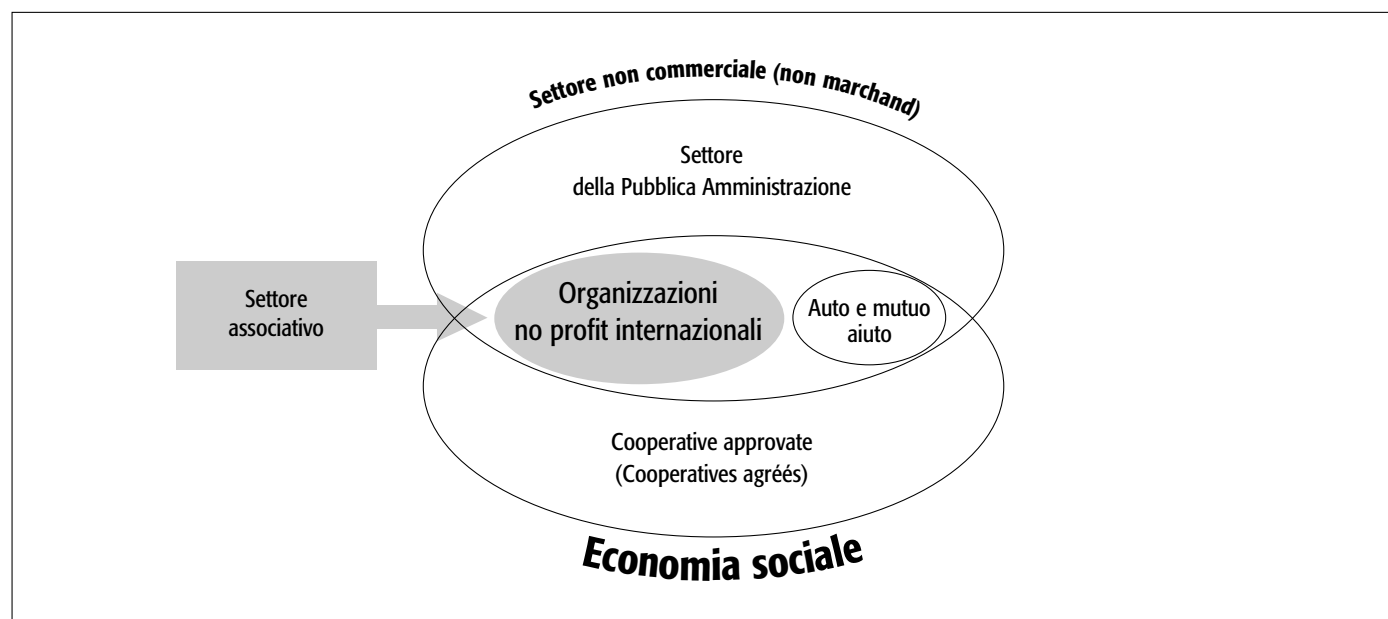 Settore non commerciale (non marchand)
Settore
della Pubblica Amministrazione
Settore
associativo
Organizzazioni
no profit internazionali
Auto e mutuo
aiuto
Cooperative approvate
(Cooperatives agréés)
Economia sociale